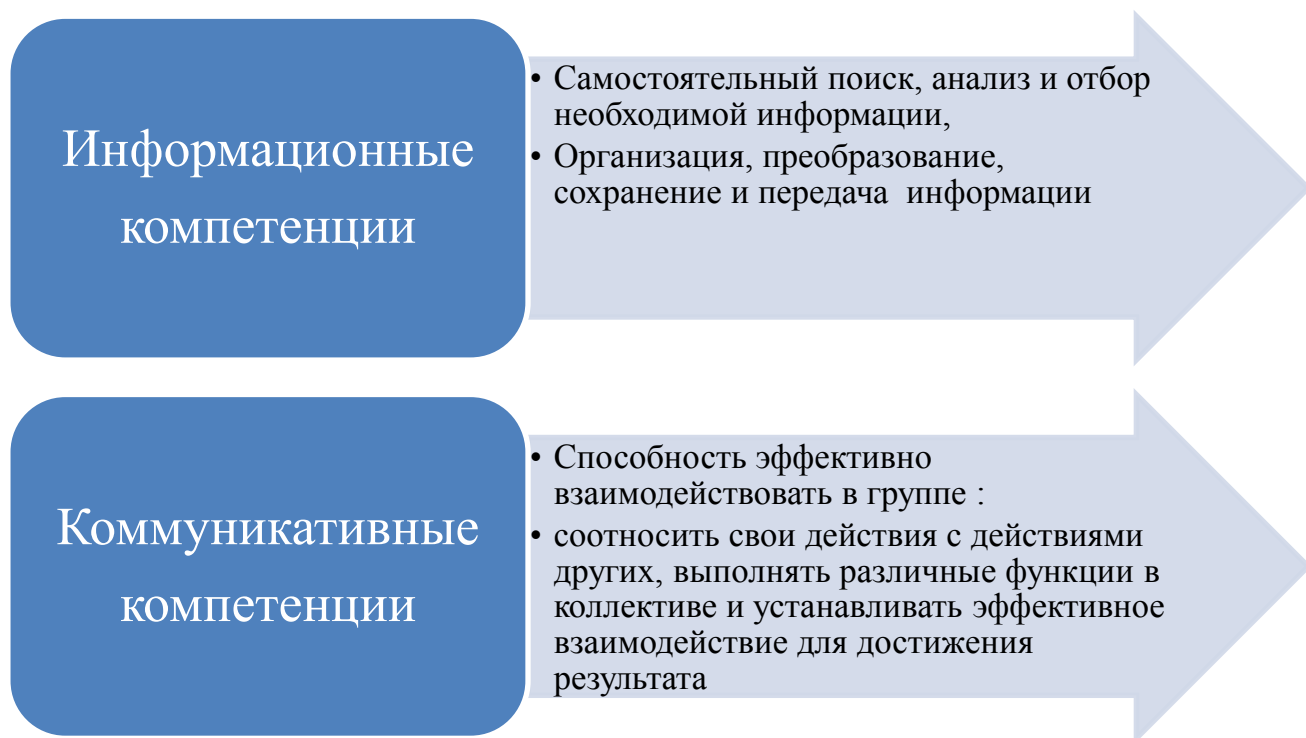 Информационные
компетенции
• Самостоятельный поиск, анализ и отбор
необходимой информации,
• Организация, преобразование,
сохранение и передача  информации
Коммуникативные
компетенции
• Способность эффективно
взаимодействовать в группе :
• соотносить свои действия с действиями
других, выполнять различные функции в
коллективе и устанавливать эффективное
взаимодействие для достижения
результата